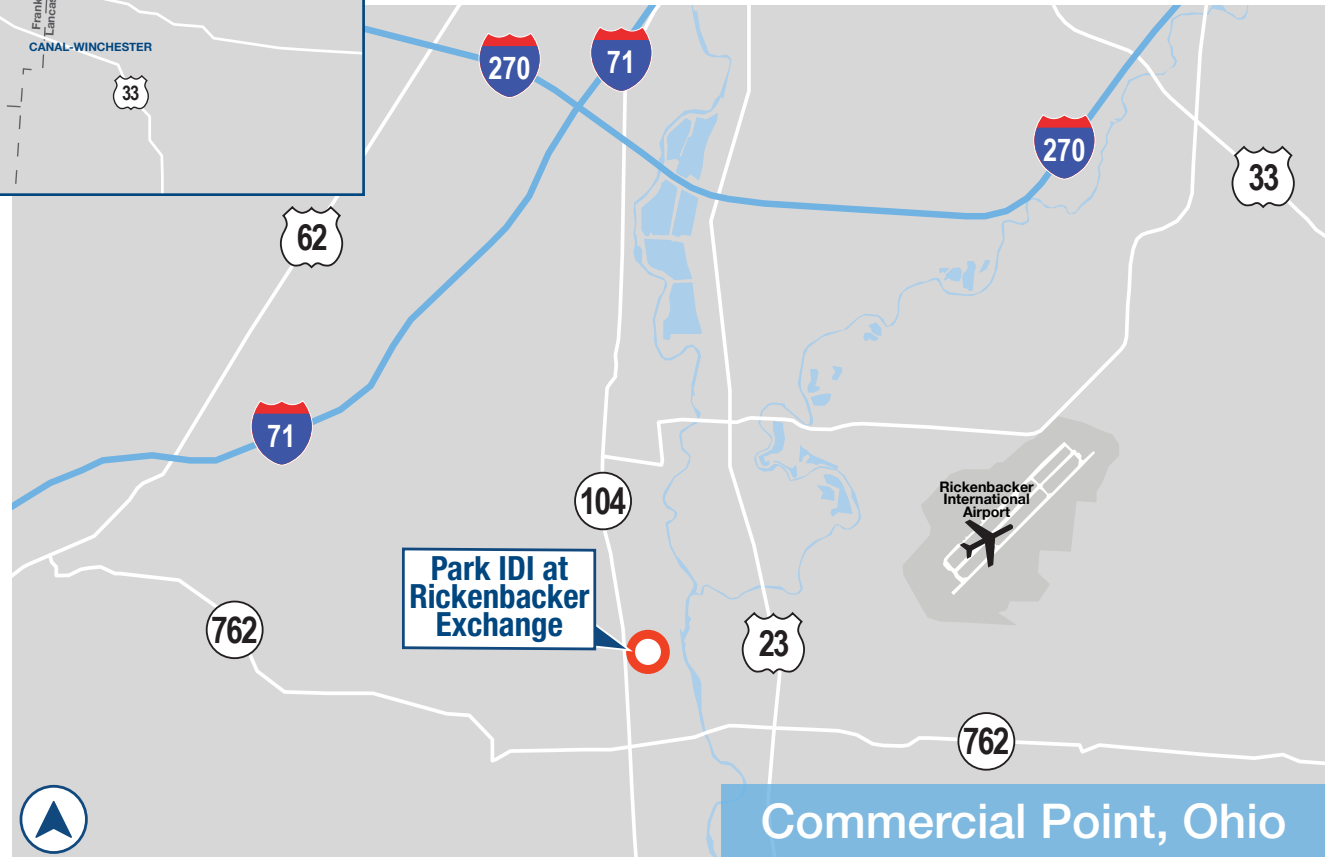 CANAL-WINCHESTER
33
270
71
270
33
62
71
104
Rickenbacker
International
Airport
Park IDI at
Rickenbacker
Exchange
762
23
762
Commercial Point, Ohio